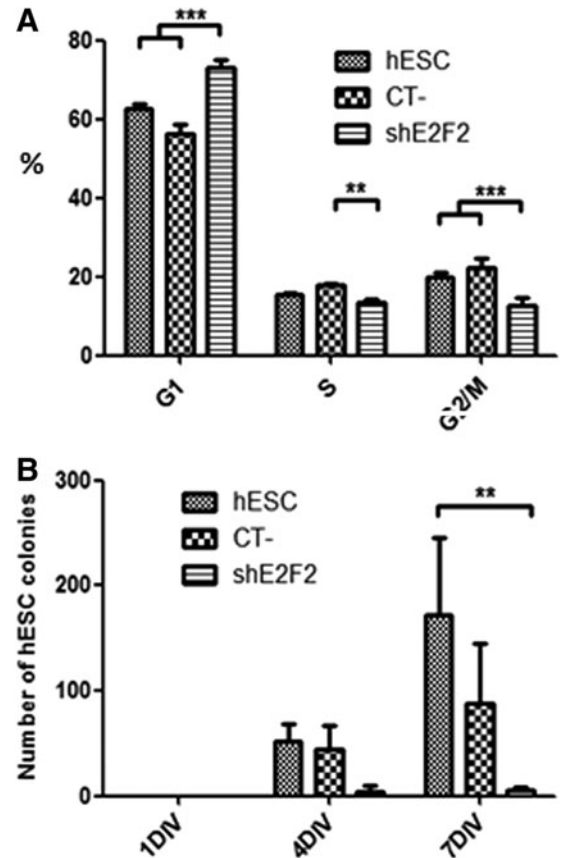 A
***
80
hESC
CT-
shE2F2
60
%
**
***
40
20
0
G1
S
G2/M
B
300
**
hESC
CT-
shE2F2
Number of hESC colonies
200
100
0
1DIV
4DIV
7DIV